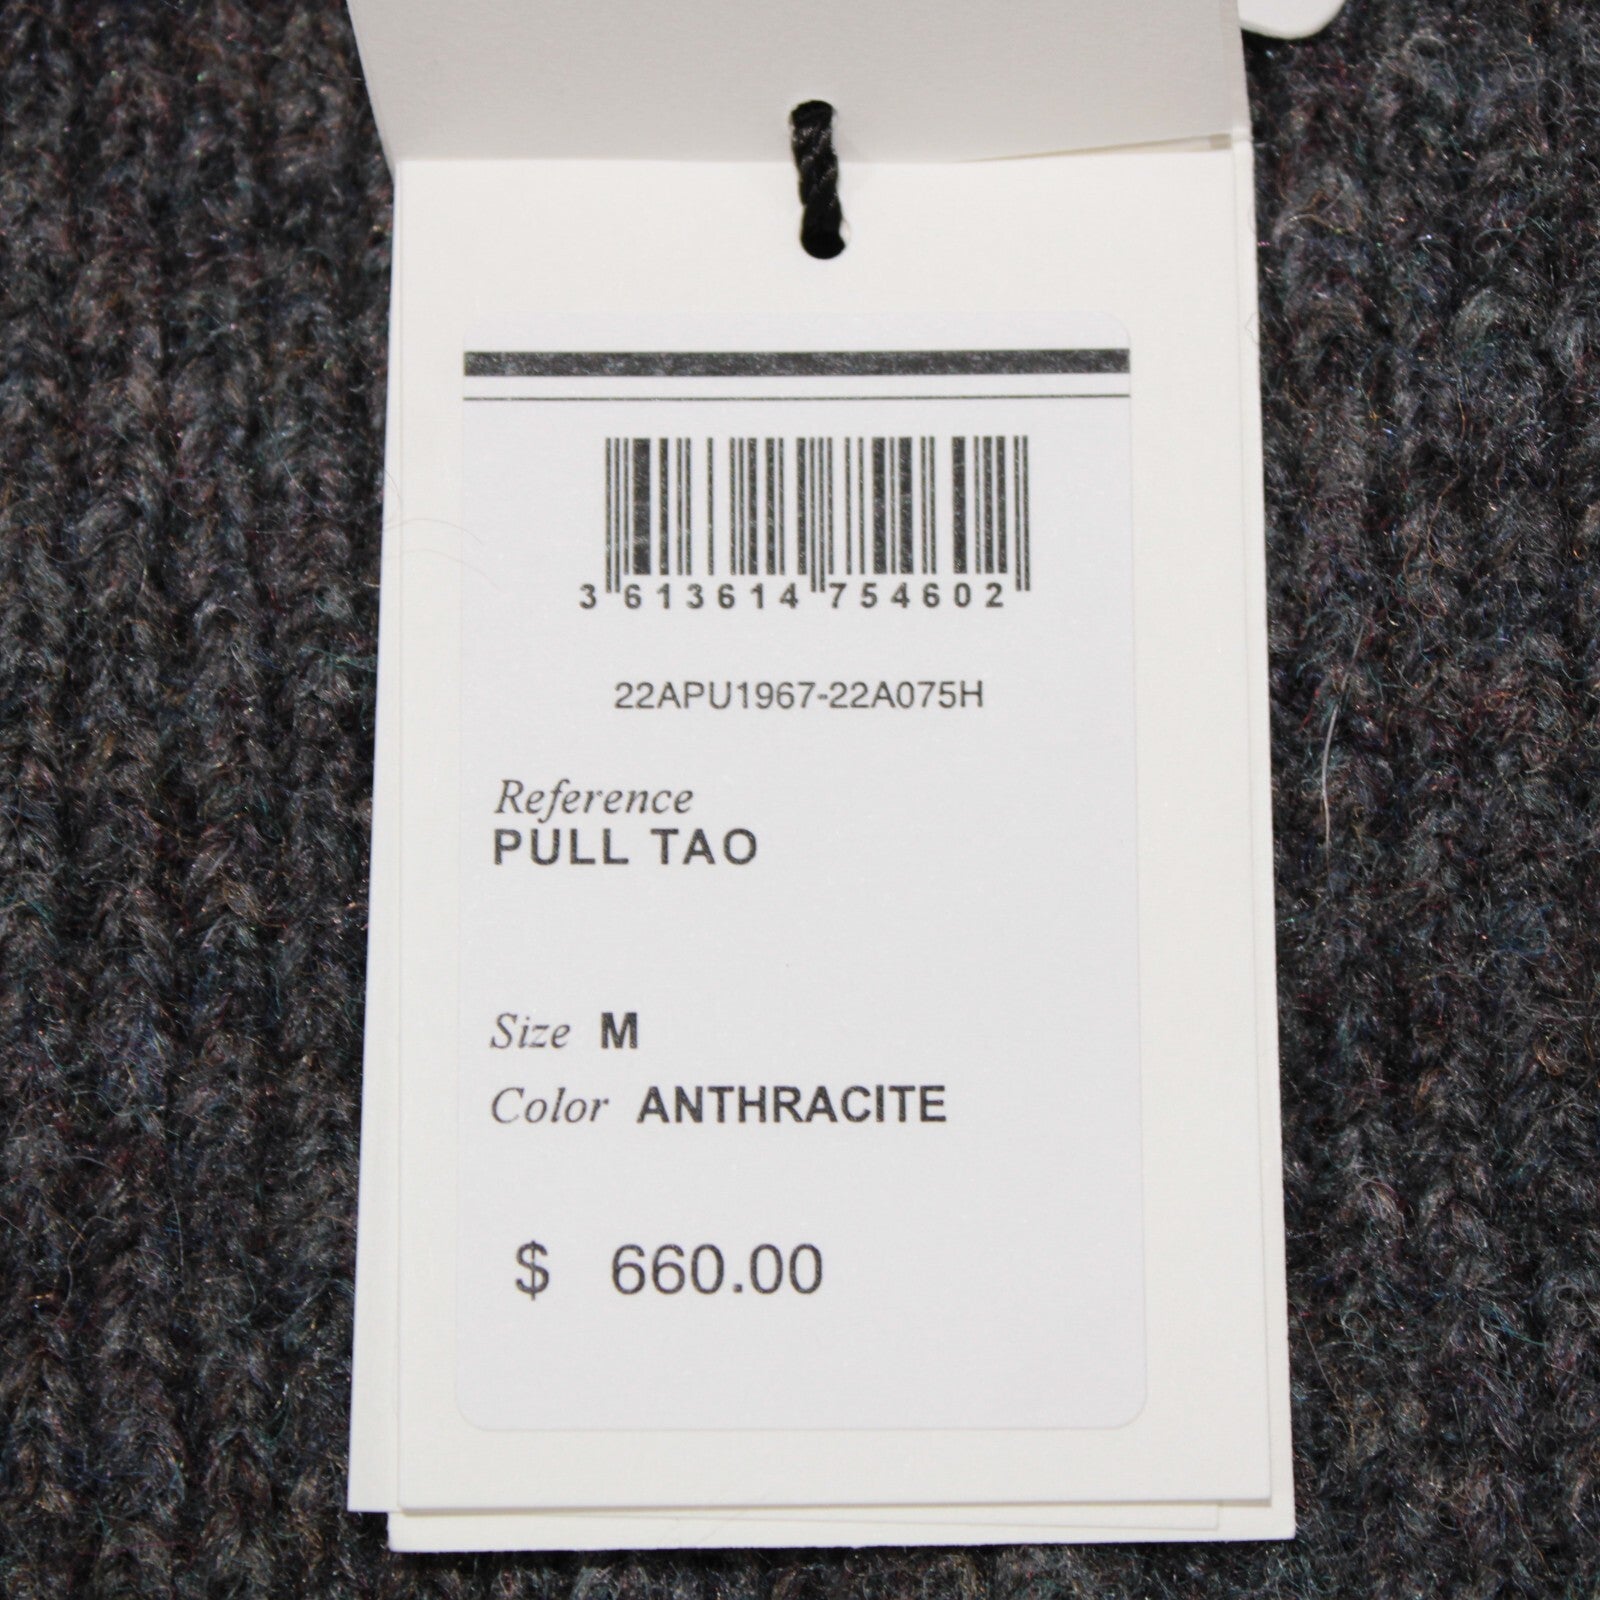 3 613614 754602
22APU1967-22A075H
Reference
PULL TAO
Size M
Color ANTHRACITE
$ 660.00